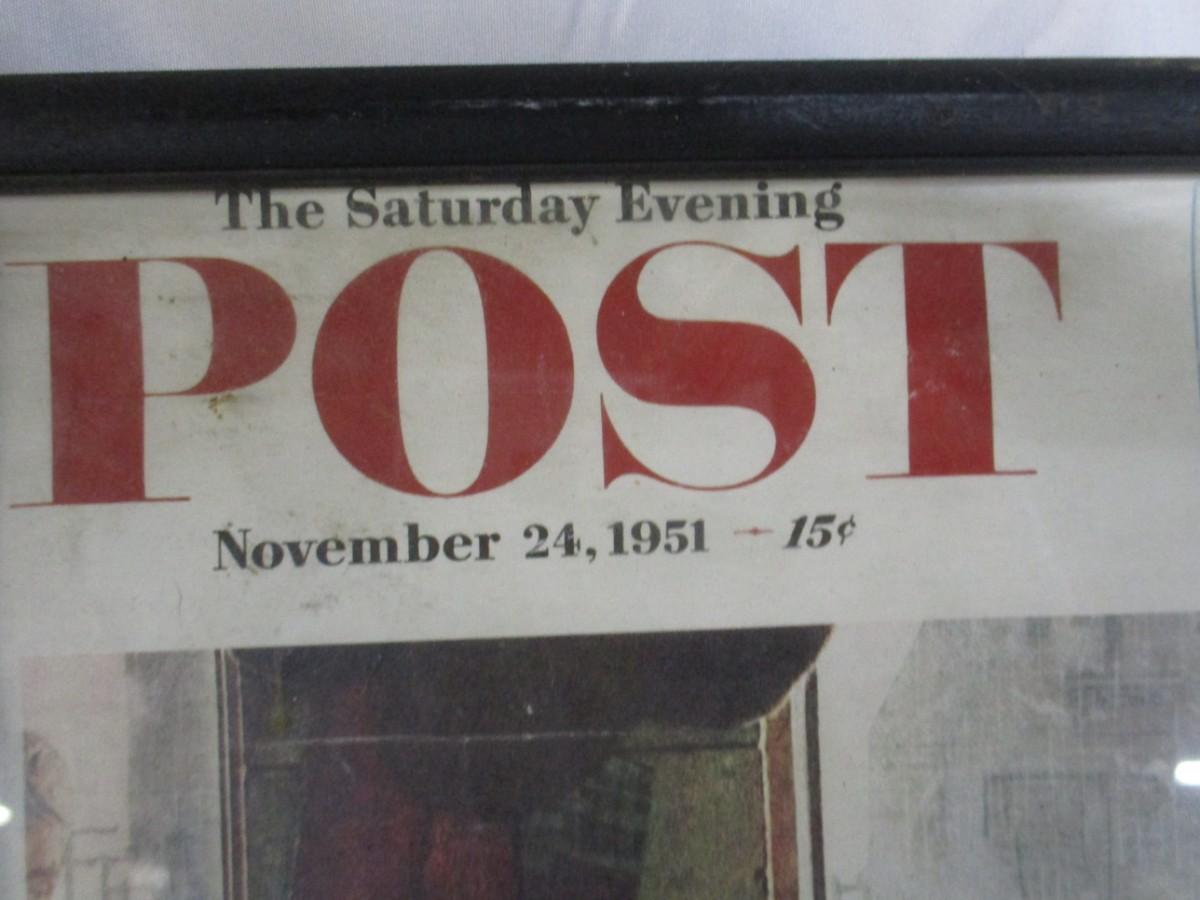 The Saturday Evening
POST
November 24, 1951 - 15¢